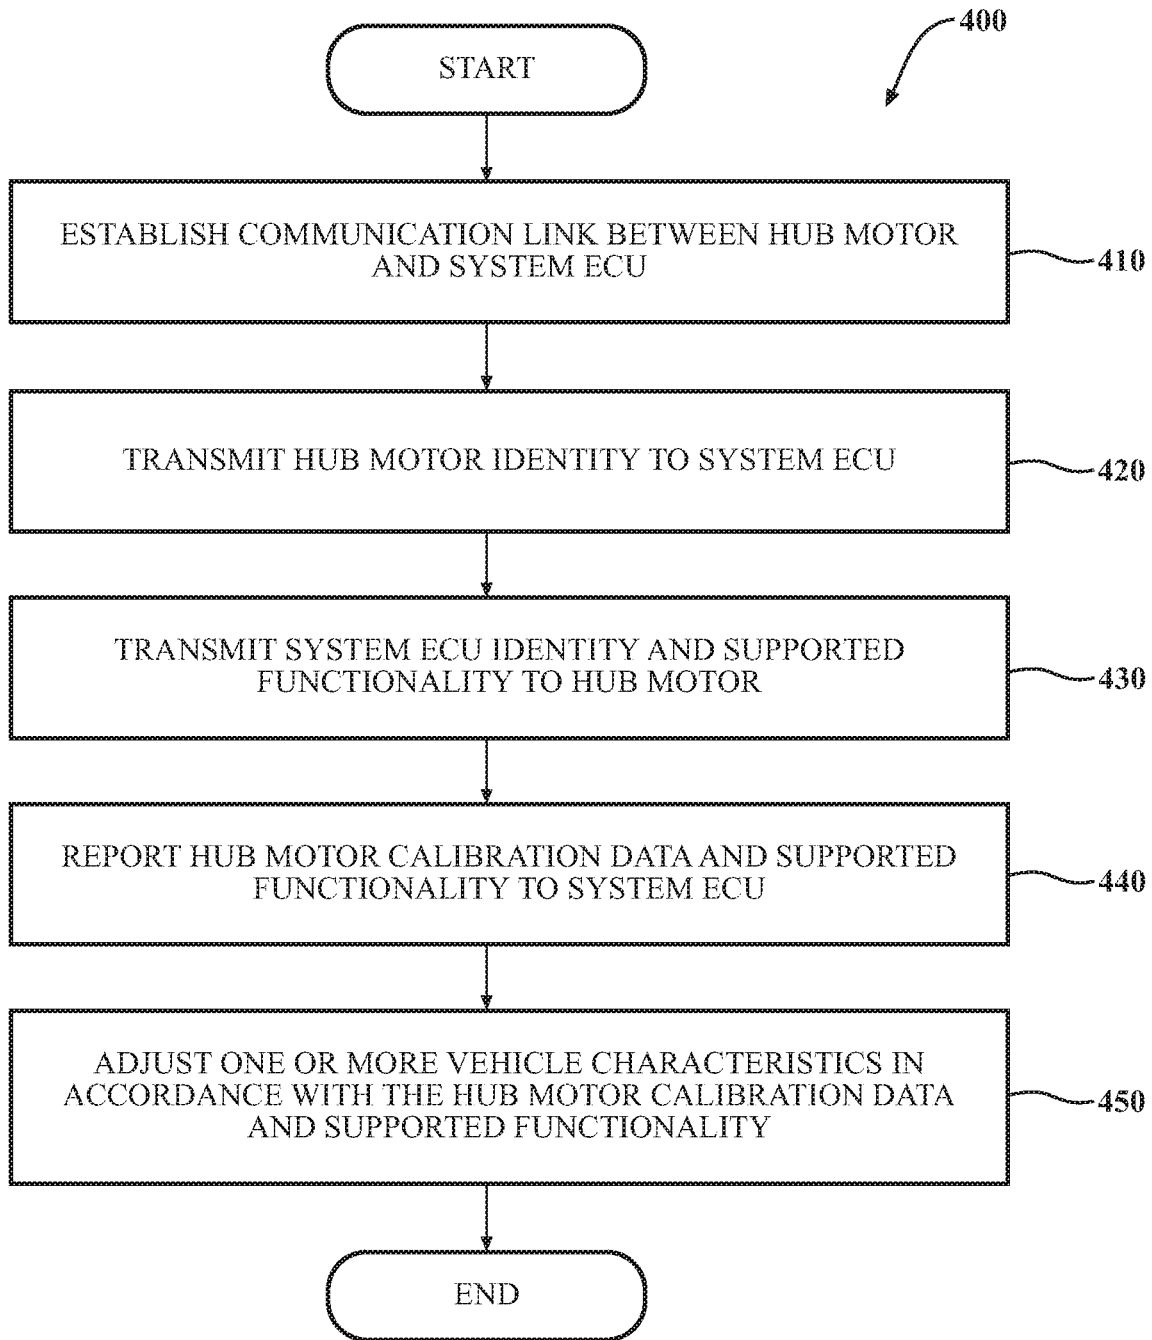 400
START
ESTABLISH COMMUNICATION LINK BETWEEN HUB MOTOR
AND SYSTEM ECU
410
TRANSMIT HUB MOTOR IDENTITY TO SYSTEM ECU
420
TRANSMIT SYSTEM ECU IDENTITY AND SUPPORTED
FUNCTIONALITY TO HUB MOTOR
430
REPORT HUB MOTOR CALIBRATION DATA AND SUPPORTED
FUNCTIONALITY TO SYSTEM ECU
440
ADJUST ONE OR MORE VEHICLE CHARACTERISTICS IN
ACCORDANCE WITH THE HUB MOTOR CALIBRATION DATA
AND SUPPORTED FUNCTIONALITY
450
END